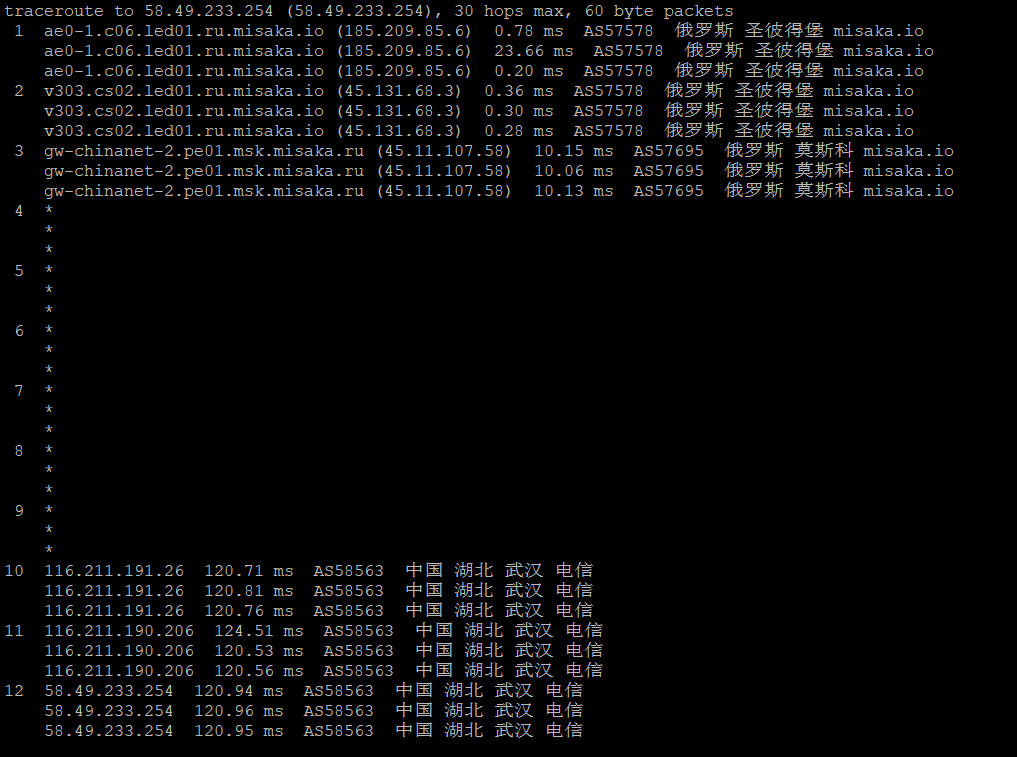 traceroute to 58.49.233.254 (58.49.233.254), 30 hops max, 60 byte packets
1 ae0-1.c06.led01.ru.misaka.io (185.209.85.6) 0.78 ms AS57578 俄罗斯 圣彼得堡 misaka.io
ae0-1.c06.led01.ru.misaka.io (185.209.85.6) 23.66 ms AS57578 俄罗斯 圣彼得堡 misaka.io
ae0-1.c06.led01.ru.misaka.io (185.209.85.6) 0.20 ms AS57578 俄罗斯 圣彼得堡 misaka.io
2 v303.cs02.led01.ru.misaka.io (45.131.68.3) 0.36 ms AS57578 俄罗斯 圣彼得堡 misaka.io
v303.cs02.led01.ru.misaka.io (45.131.68.3) 0.30 ms AS57578 俄罗斯 圣彼得堡 misaka.io
v303.cs02.led01.ru.misaka.io (45.131.68.3) 0.28 ms AS57578 俄罗斯 圣彼得堡 misaka.io
3 gw-chinanet-2.pe01.msk.misaka.ru (45.11.107.58) 10.15 ms AS57695 俄罗斯 莫斯科 misaka.io
gw-chinanet-2.pe01.msk.misaka.ru (45.11.107.58) 10.06 ms AS57695 俄罗斯 莫斯科 misaka.io
gw-chinanet-2.pe01.msk.misaka.ru (45.11.107.58) 10.13 ms AS57695 俄罗斯 莫斯科 misaka.io
4 *
*
*
5 *
*
*
6 *
*
*
7 *
*
*
8 *
*
*
9 *
*
*
10 116.211.191.26 120.71 ms AS58563 中国 湖北 武汉 电信
116.211.191.26 120.81 ms AS58563 中国 湖北 武汉 电信
116.211.191.26 120.76 ms AS58563 中国 湖北 武汉 电信
11 116.211.190.206 124.51 ms AS58563 中国 湖北 武汉 电信
116.211.190.206 120.53 ms AS58563 中国 湖北 武汉 电信
116.211.190.206 120.56 ms AS58563 中国 湖北 武汉 电信
12 58.49.233.254 120.94 ms AS58563 中国 湖北 武汉 电信
58.49.233.254 120.96 ms AS58563 中国 湖北 武汉 电信
58.49.233.254 120.95 ms AS58563 中国 湖北 武汉 电信